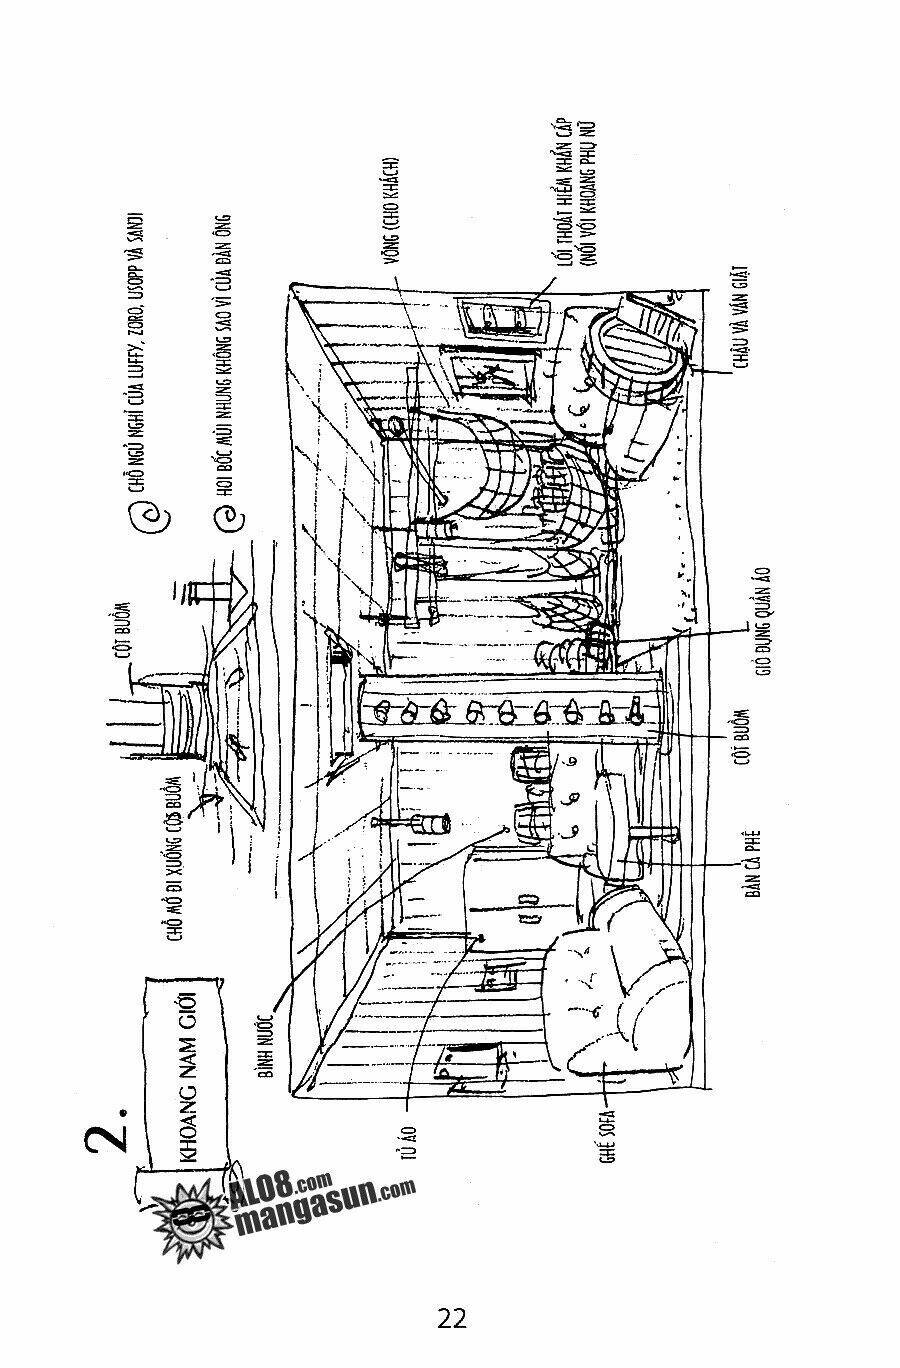 2.
KHOANG NAM GIỚI
CHỖ NGỦ NGHỈ CỦA LUFFY, ZORO, USOPP VÀ SANJI
HƠI BỐC MÙI NHƯNG KHÔNG SAO VÌ CỦA ĐÀN ÔNG
CỘT BUỒM
CHỖ MỞ ĐI XUỐNG CỘS BUỒM
BÌNH NƯỚC
VÕNG (CHO KHÁCH)
LỐI THOÁT HIỂM KHẨN CẤP
(NỐI VỚI KHOANG PHỤ NỮ)
TỦ ÁO
GHẾ SOFA
BÀN CÀ PHÊ
CỘT BUỒM
GIỎ ĐỰNG QUẦN ÁO
CHẬU VÀ VÁN GIẶT
ALO8.com
mangasun.com
22